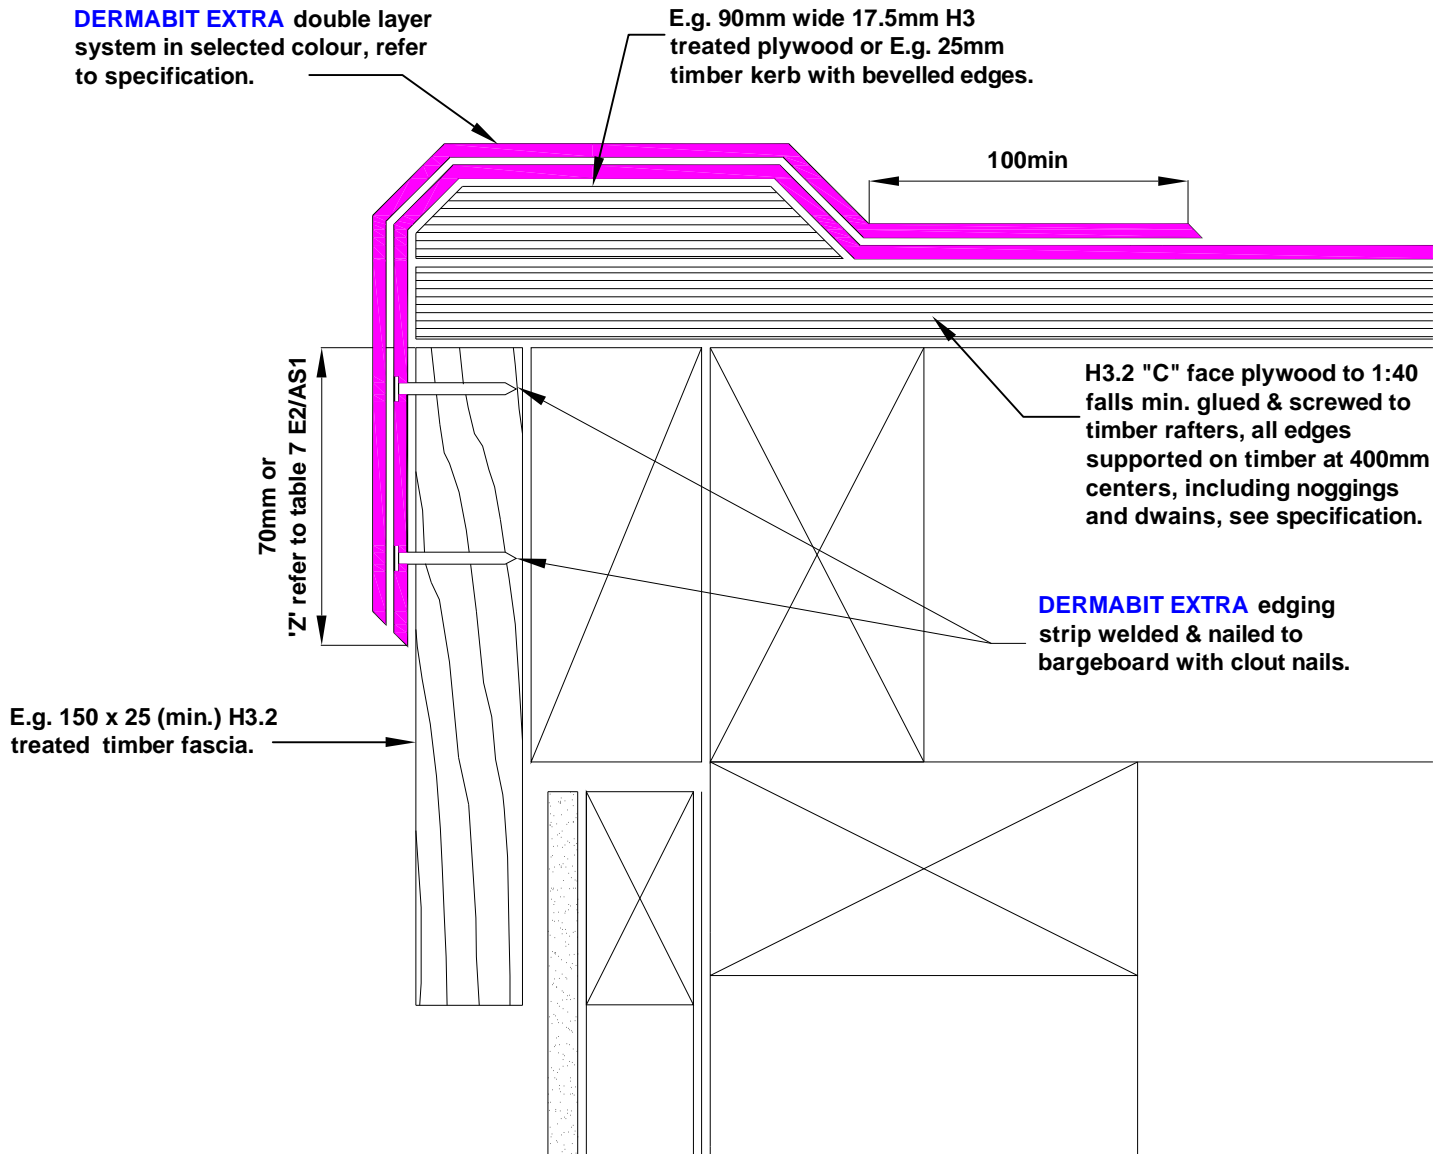 DERMABIT EXTRA double layer
system in selected colour, refer
to specification.
E.g. 90mm wide 17.5mm H3
treated plywood or E.g. 25mm
timber kerb with bevelled edges.
100min
70mm or
'Z' refer to table 7 E2/AS1
H3.2 "C" face plywood to 1:40
falls min. glued & screwed to
timber rafters, all edges
supported on timber at 400mm
centers, including noggings
and dwains, see specification.
DERMABIT EXTRA edging
strip welded & nailed to
bargeboard with clout nails.
E.g. 150 x 25 (min.) H3.2
treated timber fascia.